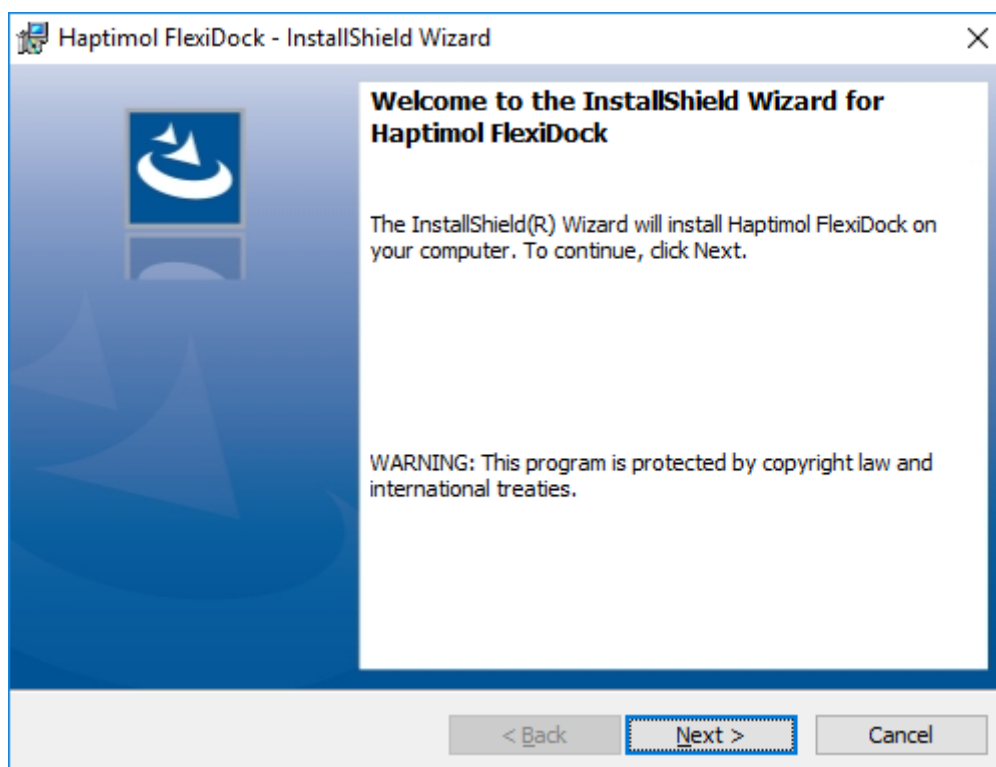 Haptimol FlexiDock - InstallShield Wizard
Welcome to the InstallShield Wizard for
Haptimol FlexiDock
The InstallShield(R) Wizard will install Haptimol FlexiDock on
your computer. To continue, click Next.
WARNING: This program is protected by copyright law and
international treaties.
< Back
Next >
Cancel